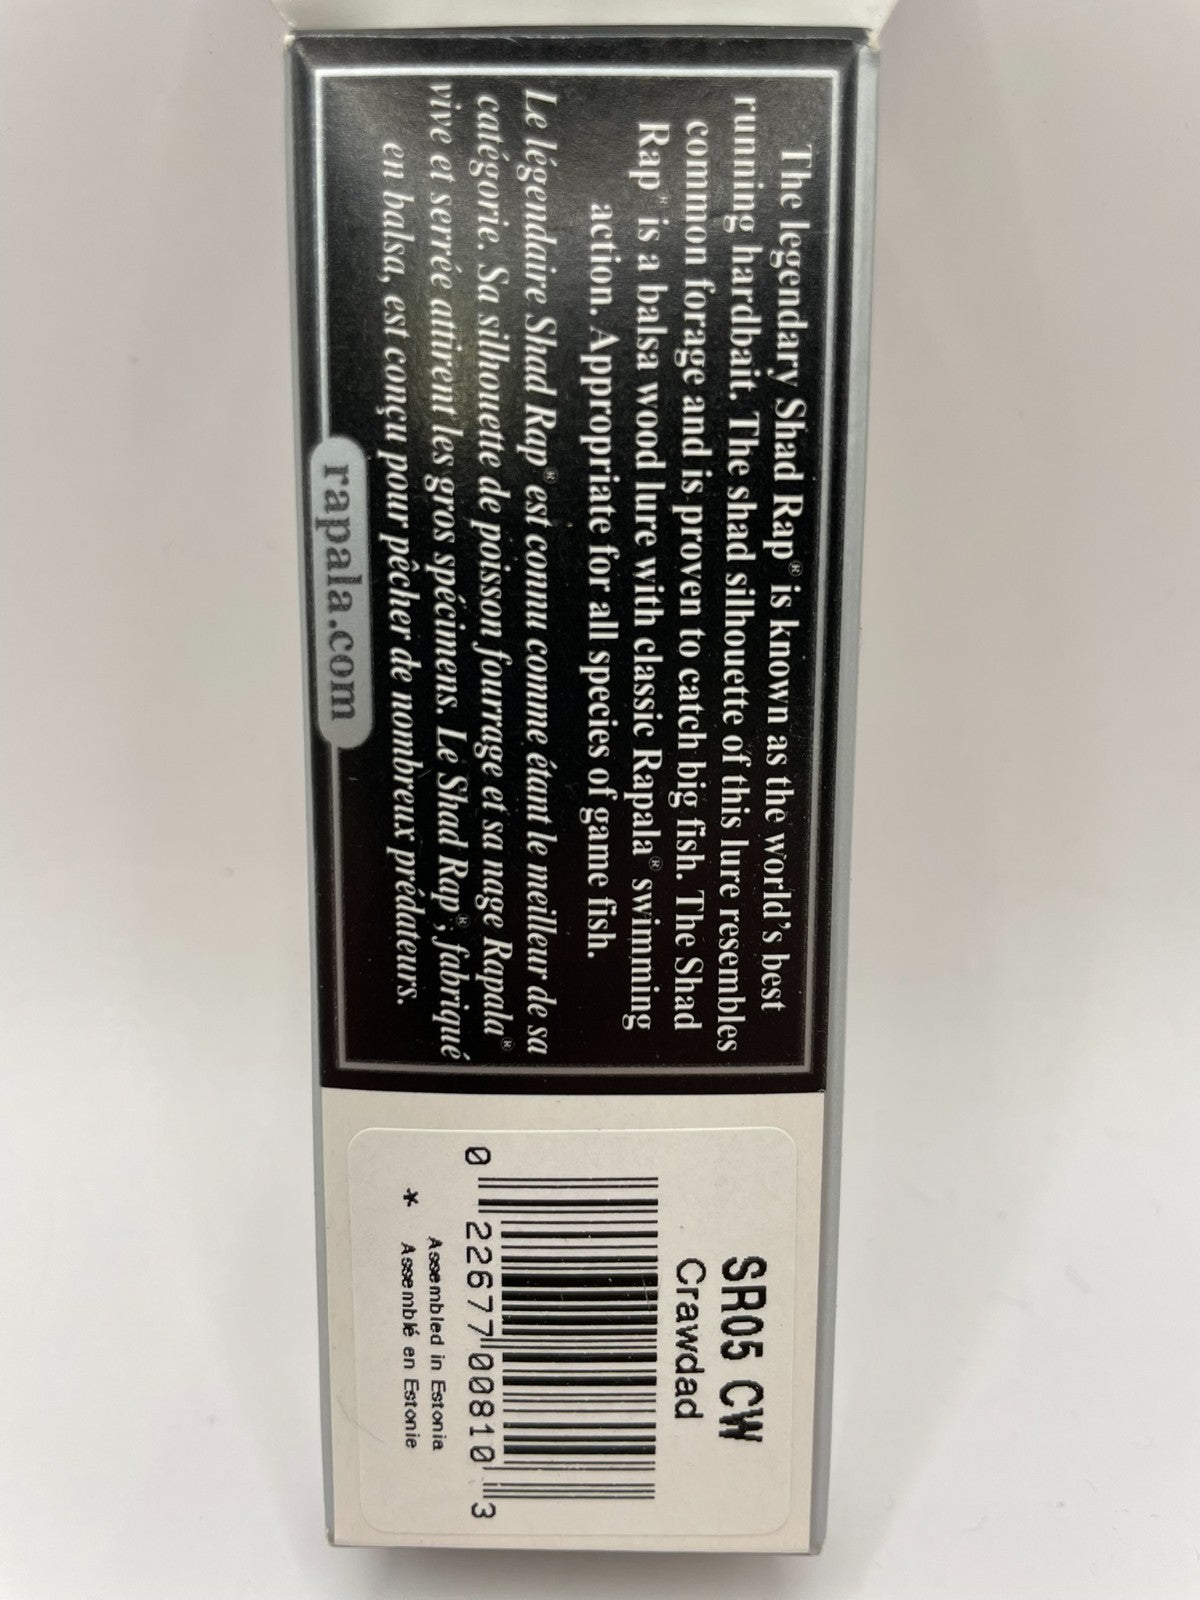 The legendary Shad Rap® is known as the world's best
running hardbait. The shad silhouette of this lure resembles
common forage and is proven to catch big fish. The Shad
Rap® is a balsa wood lure with classic Rapala® swimming
action. Appropriate for all species of game fish.
Le légendaire Shad Rap® est connu comme étant le meilleur de sa
catégorie. Sa silhouette de poisson fourrage et sa nage Rapala®
vive et serrée attirent les gros spécimens. Le Shad Rap®, fabriqué
en balsa, est conçu pour pêcher de nombreux prédateurs.
rapala.com
SR05 CW
Crawdad
0 22677 00810 3
Assembled in Estonia
* Assemblé en Estonie